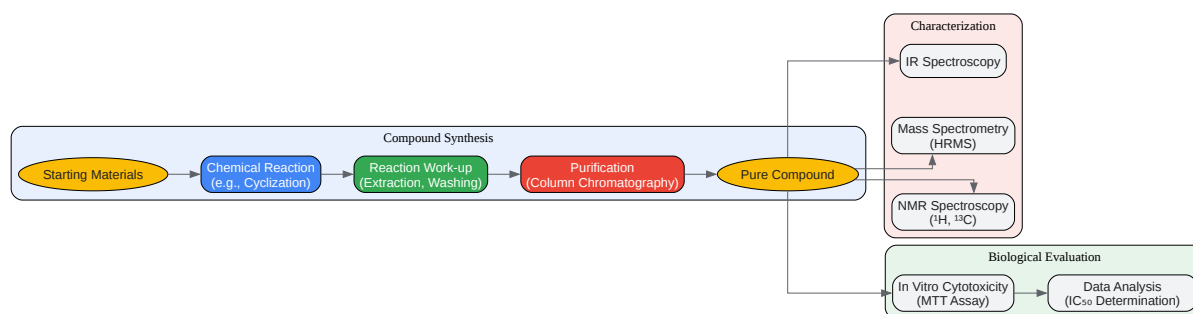 Characterization
IR Spectroscopy
Mass Spectrometry
(HRMS)
NMR Spectroscopy
(¹H, ¹³C)
Compound Synthesis
Starting Materials
Chemical Reaction
(e.g., Cyclization)
Reaction Work-up
(Extraction, Washing)
Purification
(Column Chromatography)
Pure Compound
Biological Evaluation
In Vitro Cytotoxicity
(MTT Assay)
Data Analysis
(IC₅₀ Determination)